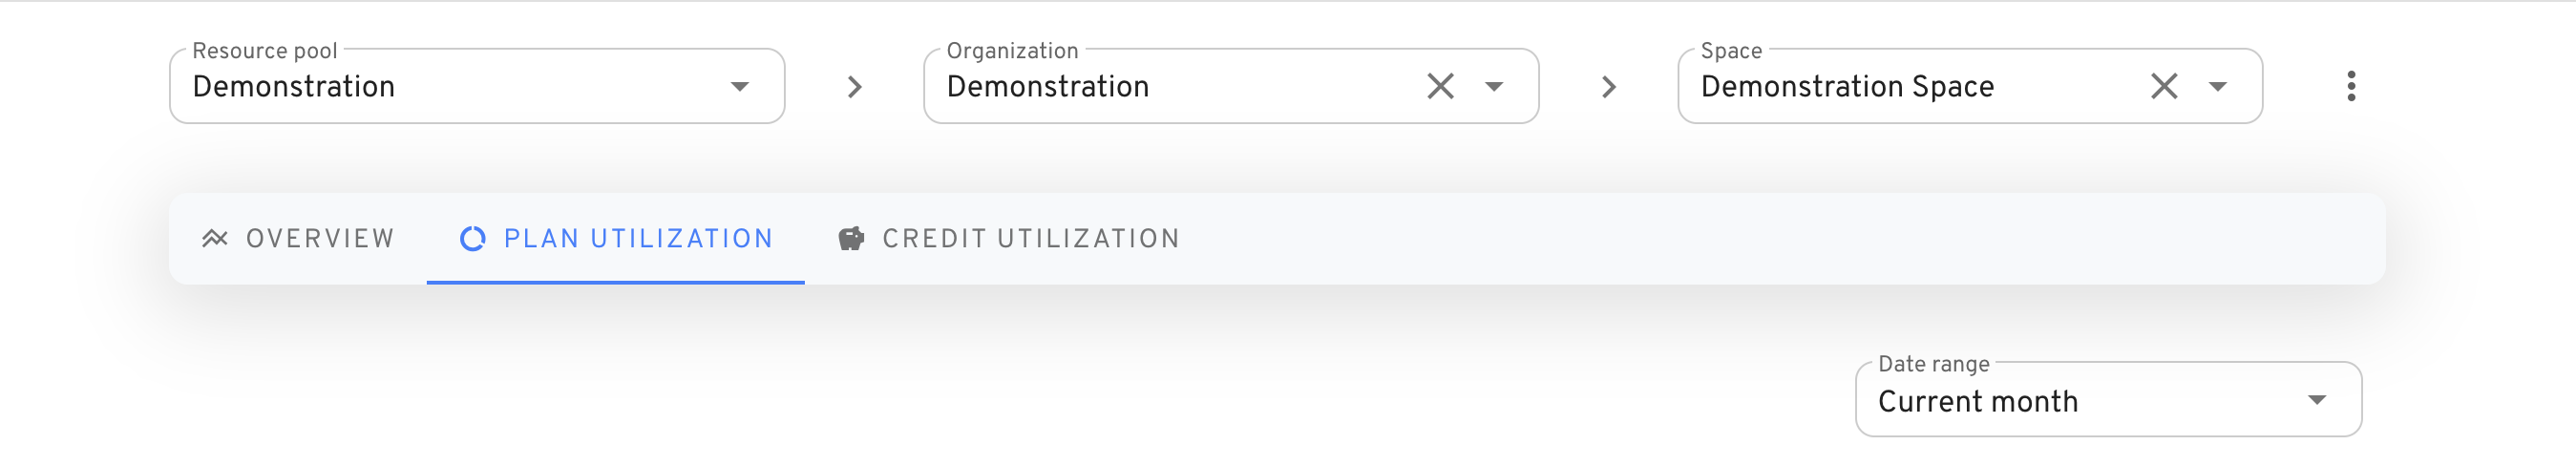 Resource pool
Demonstration
Organization
Demonstration
Space
Demonstration Space
OVERVIEW
PLAN UTILIZATION
CREDIT UTILIZATION
Date range
Current month